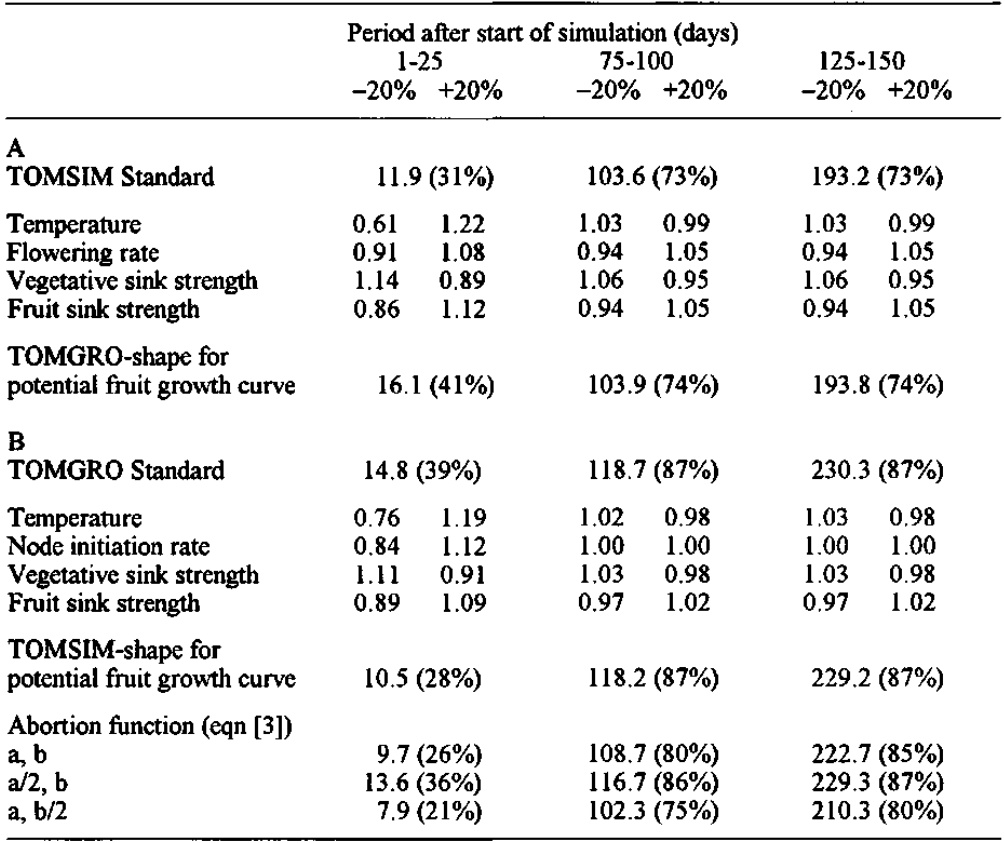 Period after start of simulation (days)
1-25 75-100 125-150
–20% +20% –20% +20% –20% +20%
A
TOMSIM Standard 11.9 (31%) 103.6 (73%) 193.2 (73%)
Temperature 0.61 1.22 1.03 0.99 1.03 0.99
Flowering rate 0.91 1.08 0.94 1.05 0.94 1.05
Vegetative sink strength 1.14 0.89 1.06 0.95 1.06 0.95
Fruit sink strength 0.86 1.12 0.94 1.05 0.94 1.05
TOMGRO-shape for
potential fruit growth curve 16.1 (41%) 103.9 (74%) 193.8 (74%)
B
TOMGRO Standard 14.8 (39%) 118.7 (87%) 230.3 (87%)
Temperature 0.76 1.19 1.02 0.98 1.03 0.98
Node initiation rate 0.84 1.12 1.00 1.00 1.00 1.00
Vegetative sink strength 1.11 0.91 1.03 0.98 1.03 0.98
Fruit sink strength 0.89 1.09 0.97 1.02 0.97 1.02
TOMSIM-shape for
potential fruit growth curve 10.5 (28%) 118.2 (87%) 229.2 (87%)
Abortion function (eqn [3])
a, b 9.7 (26%) 108.7 (80%) 222.7 (85%)
a/2, b 13.6 (36%) 116.7 (86%) 229.3 (87%)
a, b/2 7.9 (21%) 102.3 (75%) 210.3 (80%)